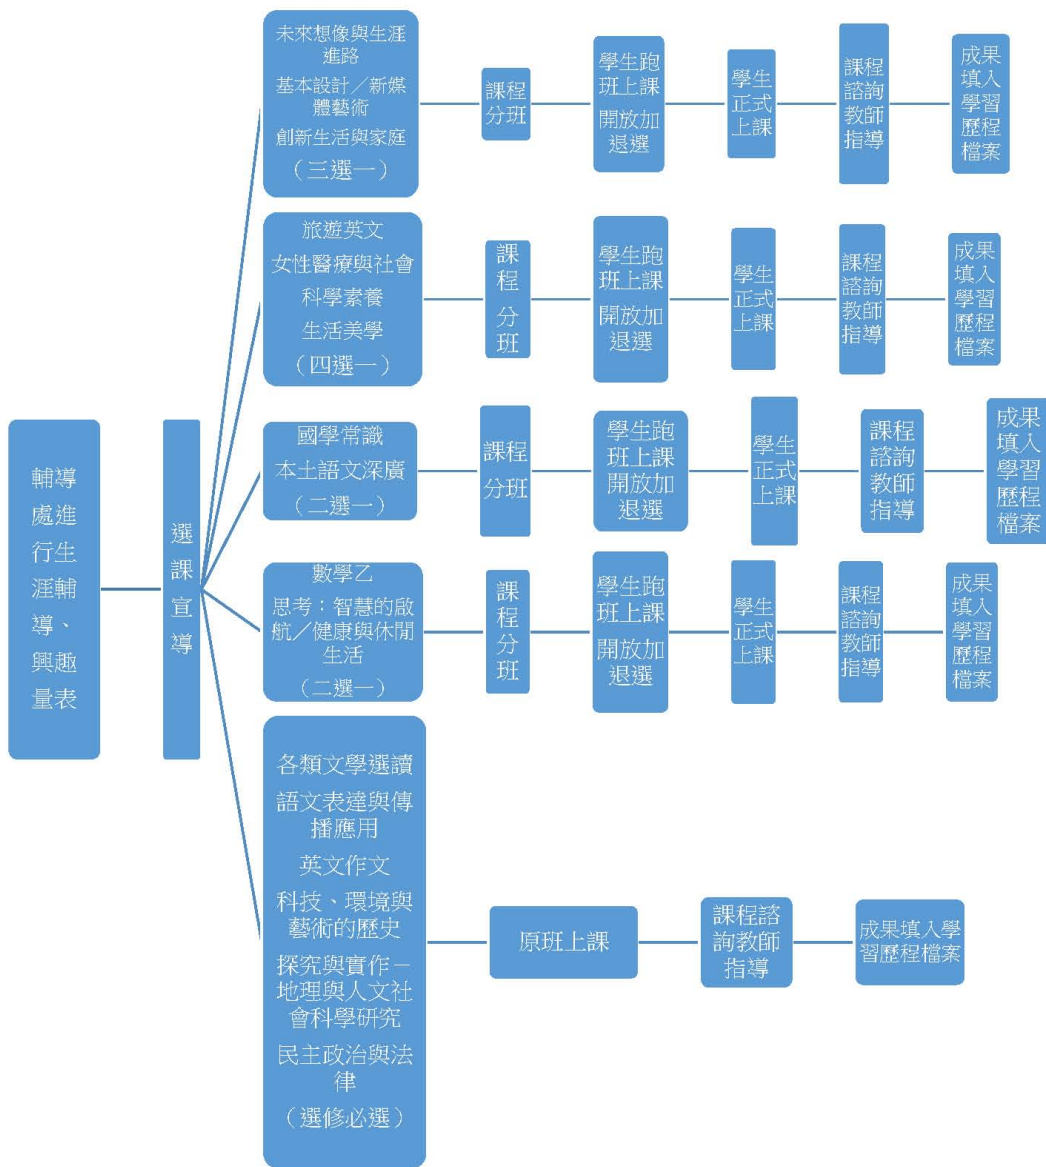 輔導
處進
行生
涯輔
導、
興趣
量表
選
課
宣
導
未來想像與生涯
進路
基本設計／新媒
體藝術
創新生活與家庭
（三選一）
課程
分班
學生跑
班上課
開放加
退選
學生
正式
上課
課程
諮詢
教師
指導
成果
填入
學習
歷程
檔案
旅遊英文
女性醫療與社會
科學素養
生活美學
（四選一）
課
程
分
班
學生跑
班上課
開放加
退選
學生
正式
上課
課程
諮詢
教師
指導
成果
填入
學習
歷程
檔案
國學常識
本土語文深廣
（二選一）
課程
分班
學生跑
班上課
開放加
退選
學生
正式
上課
課程
諮詢
教師
指導
成果
填入
學習
歷程
檔案
數學乙
思考：智慧的啟
航／健康與休閒
生活
（二選一）
課
程
分
班
學生跑
班上課
開放加
退選
學生
正式
上課
課程
諮詢
教師
指導
成果
填入
學習
歷程
檔案
各類文學選讀
語文表達與傳
播應用
英文作文
科技、環境與
藝術的歷史
探究與實作－
地理與人文社
會科學研究
民主政治與法
律
（選修必選）
原班上課
課程諮
詢教師
指導
成果填入學
習歷程檔案